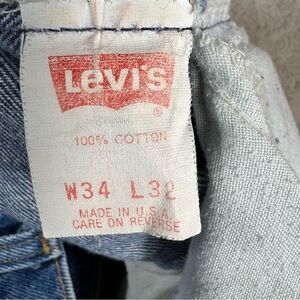 Levi's
®
100% COTTON
W34 L32
MADE IN U.S.A.
CARE ON REVERSE